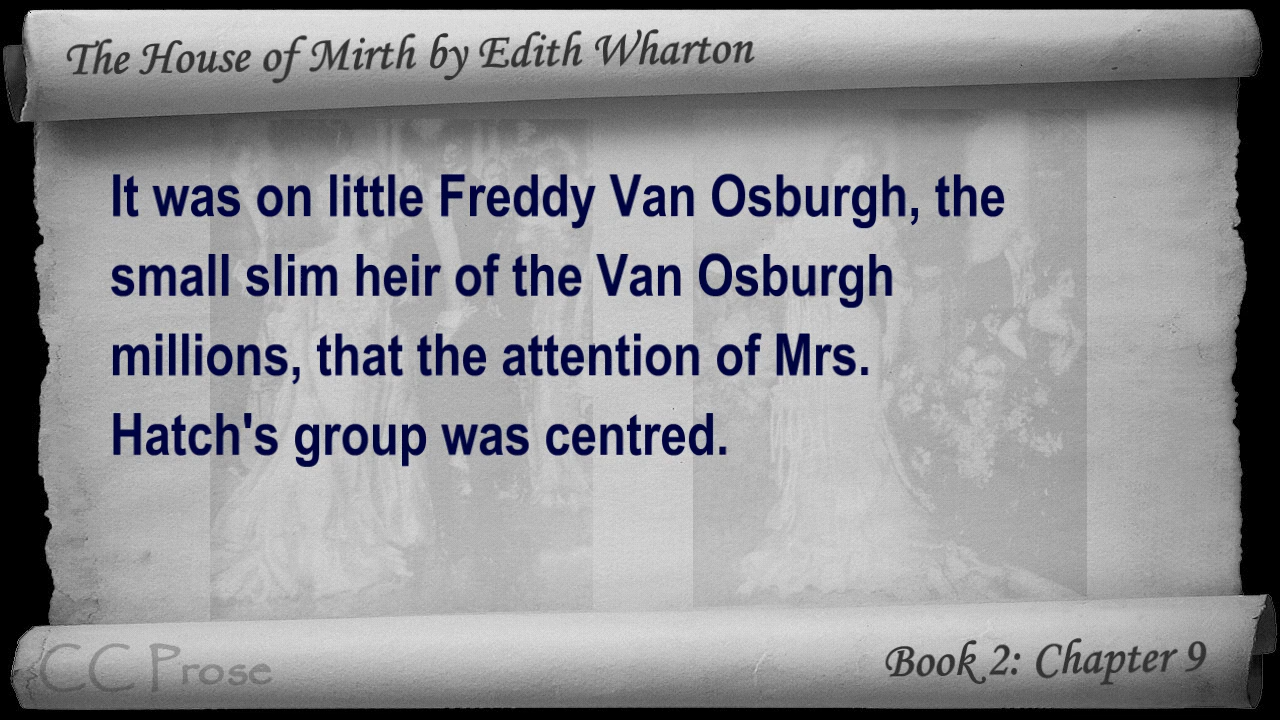 The House of Mirth by Edith Wharton
It was on little Freddy Van Osburgh, the
small slim heir of the Van Osburgh
millions, that the attention of Mrs.
Hatch's group was centred.
CC Prose
Book 2: Chapter 9